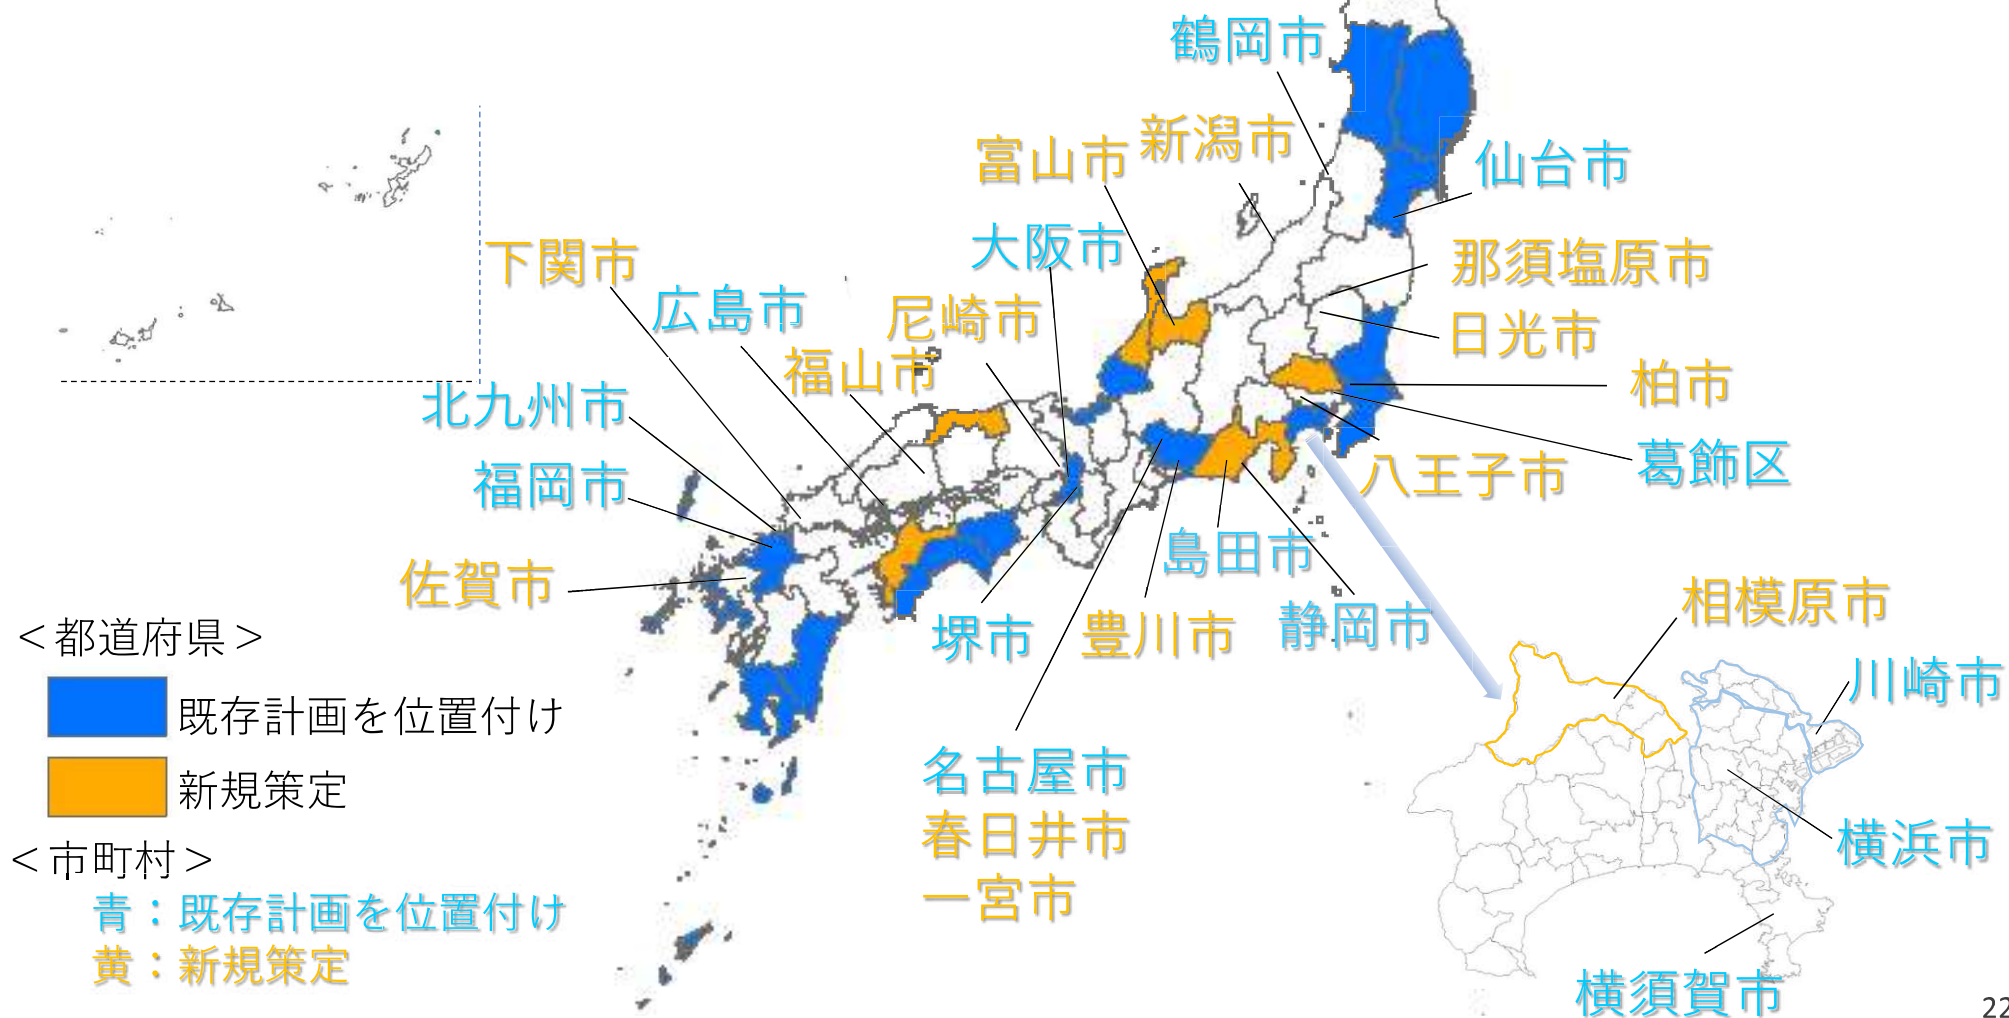 鶴岡市
新潟市
富山市
仙台市
大阪市
下関市
那須塩原市
広島市
尼崎市
日光市
福山市
柏市
北九州市
葛飾区
八王子市
福岡市
島田市
佐賀市
相模原市
静岡市
豊川市
堺市
＜都道府県＞
既存計画を位置付け
新規策定
川崎市
名古屋市
春日井市
一宮市
横浜市
＜市町村＞
青：既存計画を位置付け
黄：新規策定
横須賀市
22